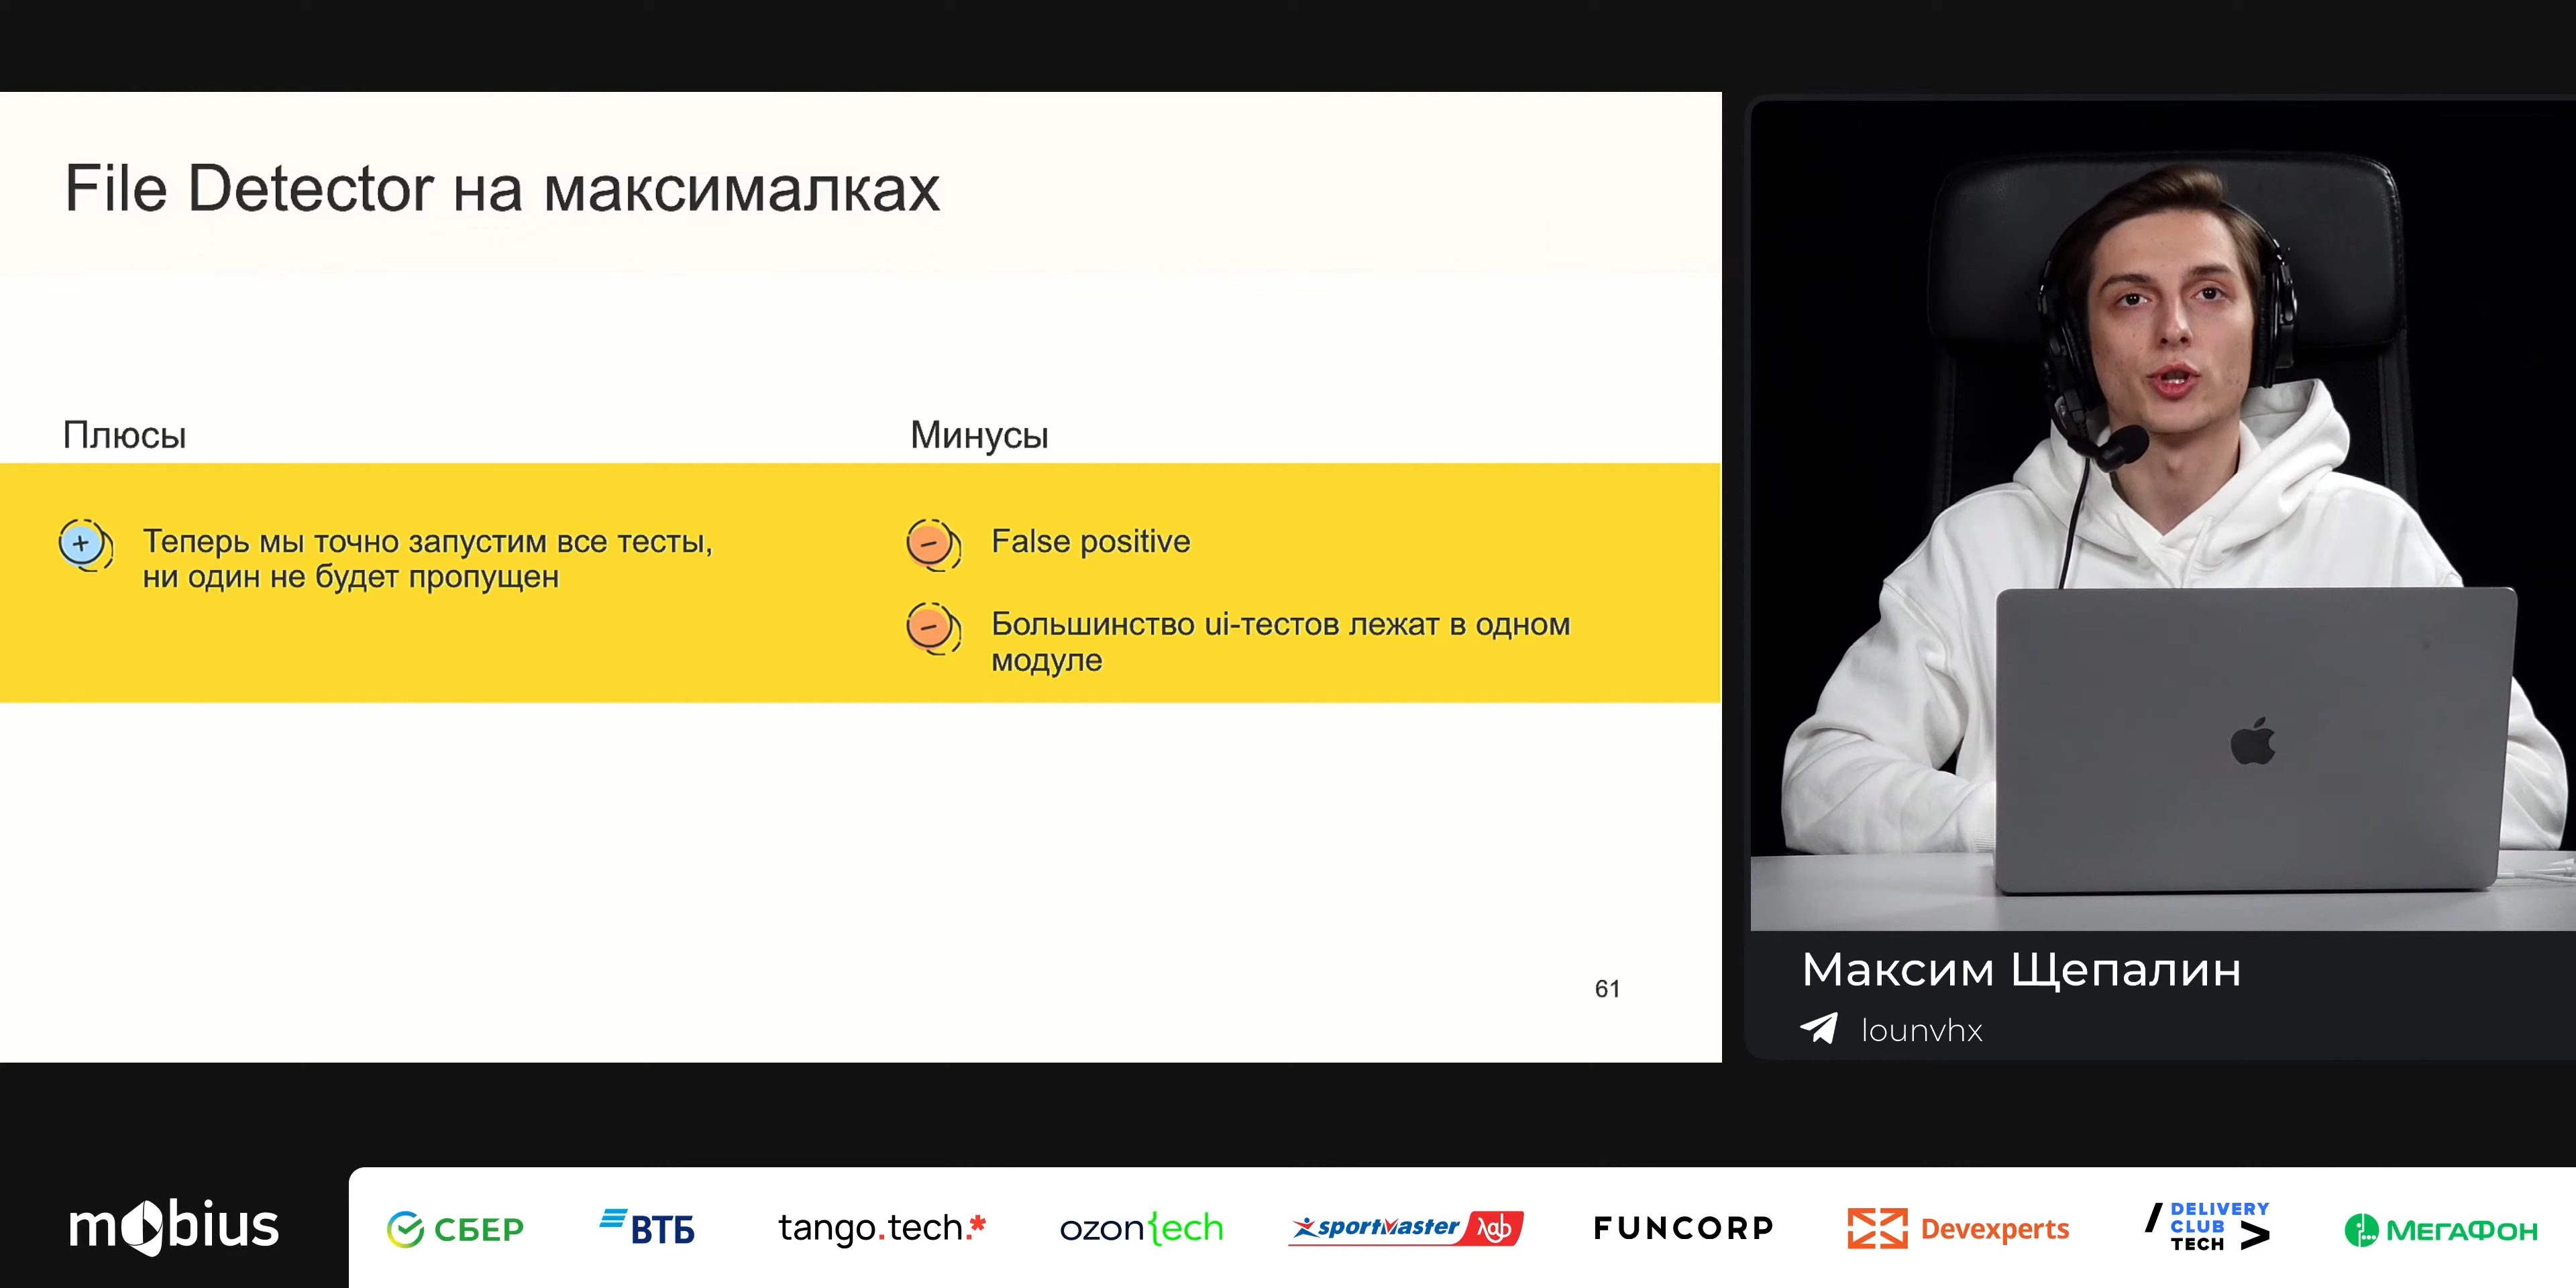 File Detector на максималках
Плюсы
Теперь мы точно запустим все тесты,
ни один не будет пропущен
Минусы
False positive
Большинство ui-тестов лежат в одном
модуле
61
Максим Щепалин
lounvhx
mobius
СБЕР
ВТБ
tango.tech.*
ozon{ech
sportmaster λab
FUNCORP
Devexperts
/ DELIVERY
CLUB
TECH >
МЕГАФОН